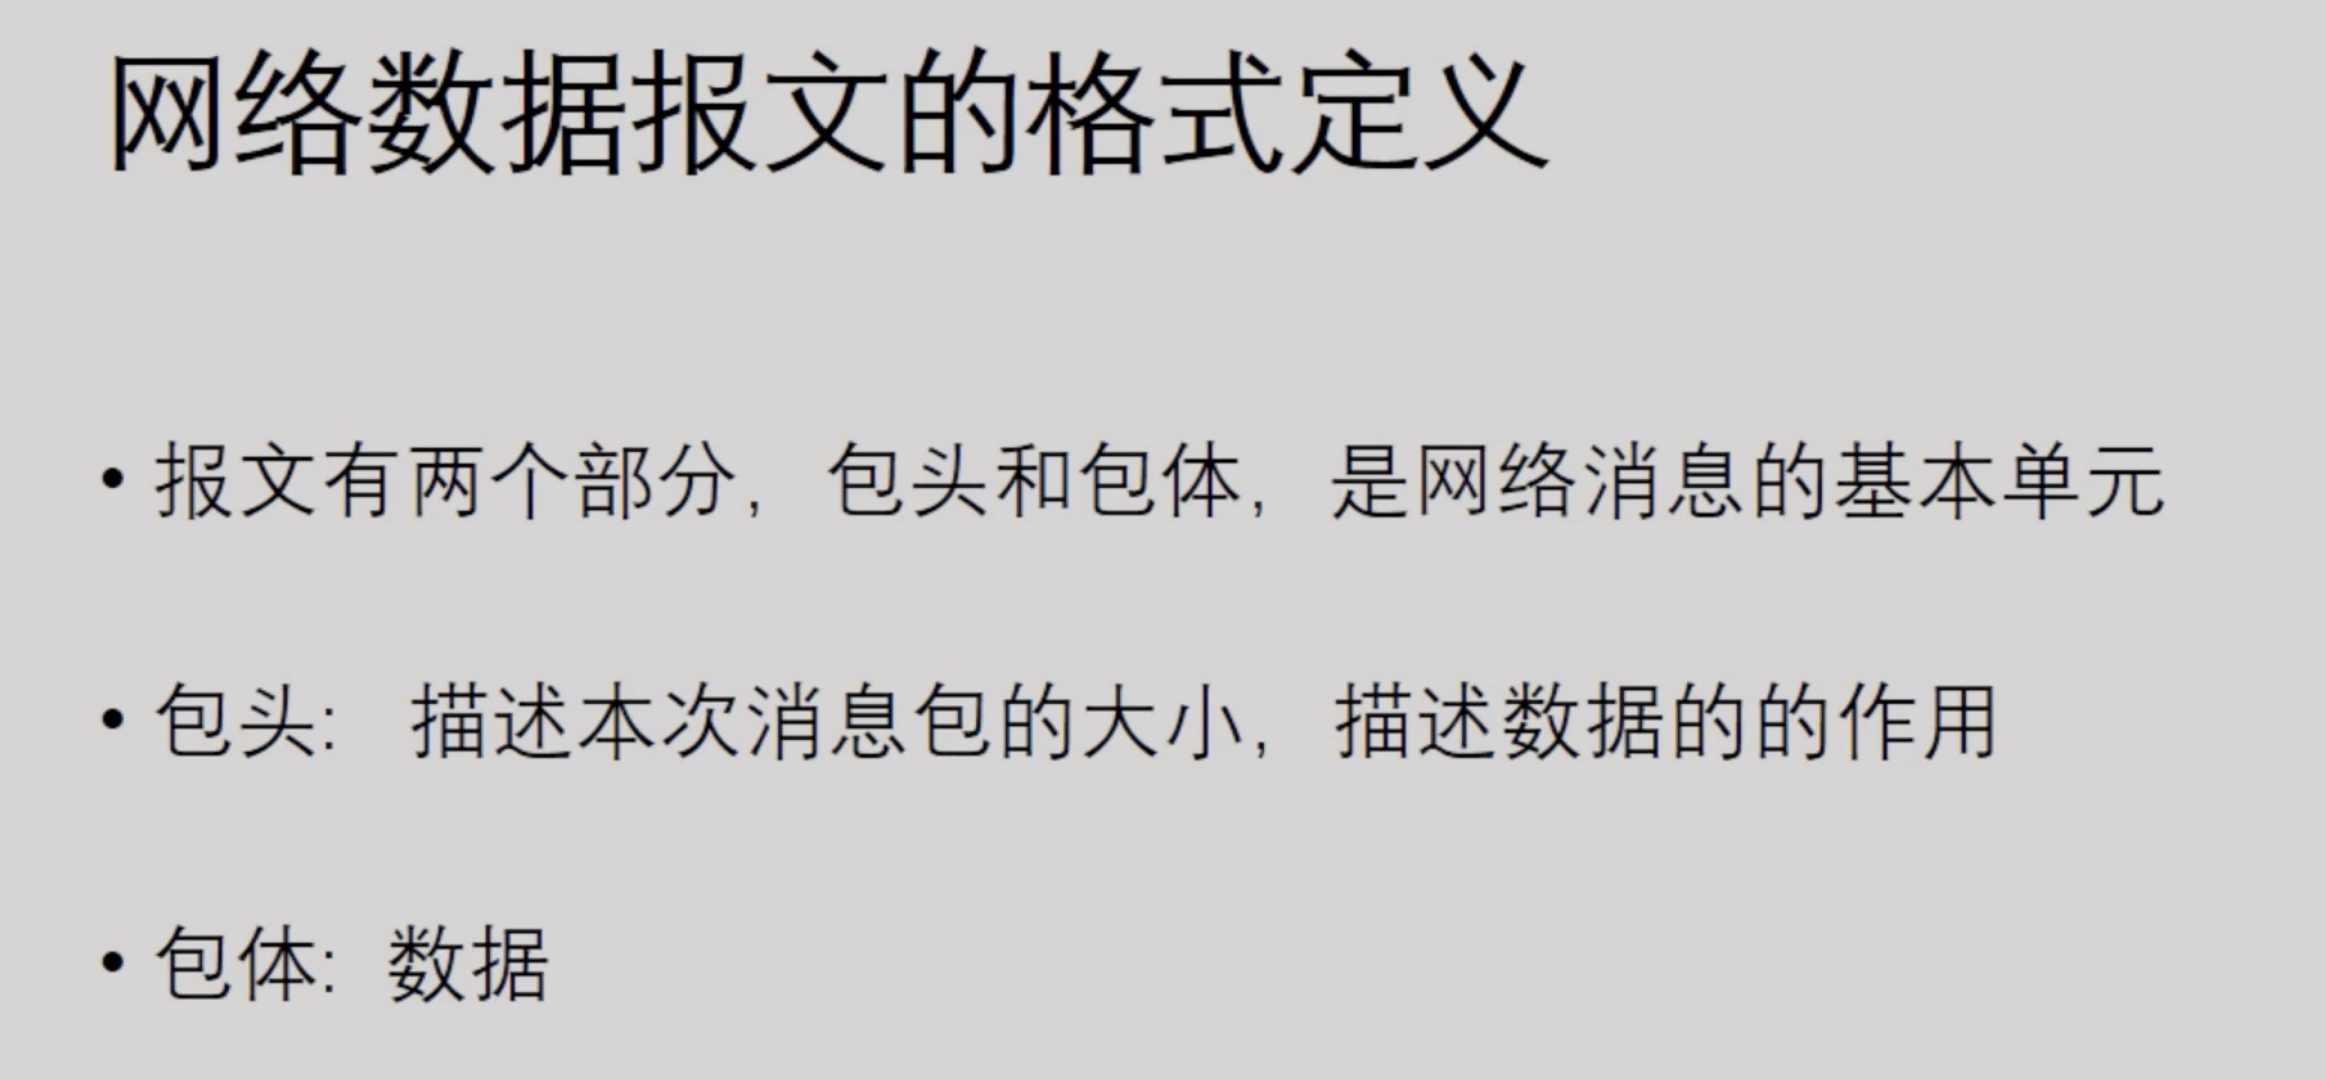 网络数据报文的格式定义
• 报文有两个部分，包头和包体，是网络消息的基本单元
• 包头： 描述本次消息包的大小，描述数据的的作用
• 包体：数据